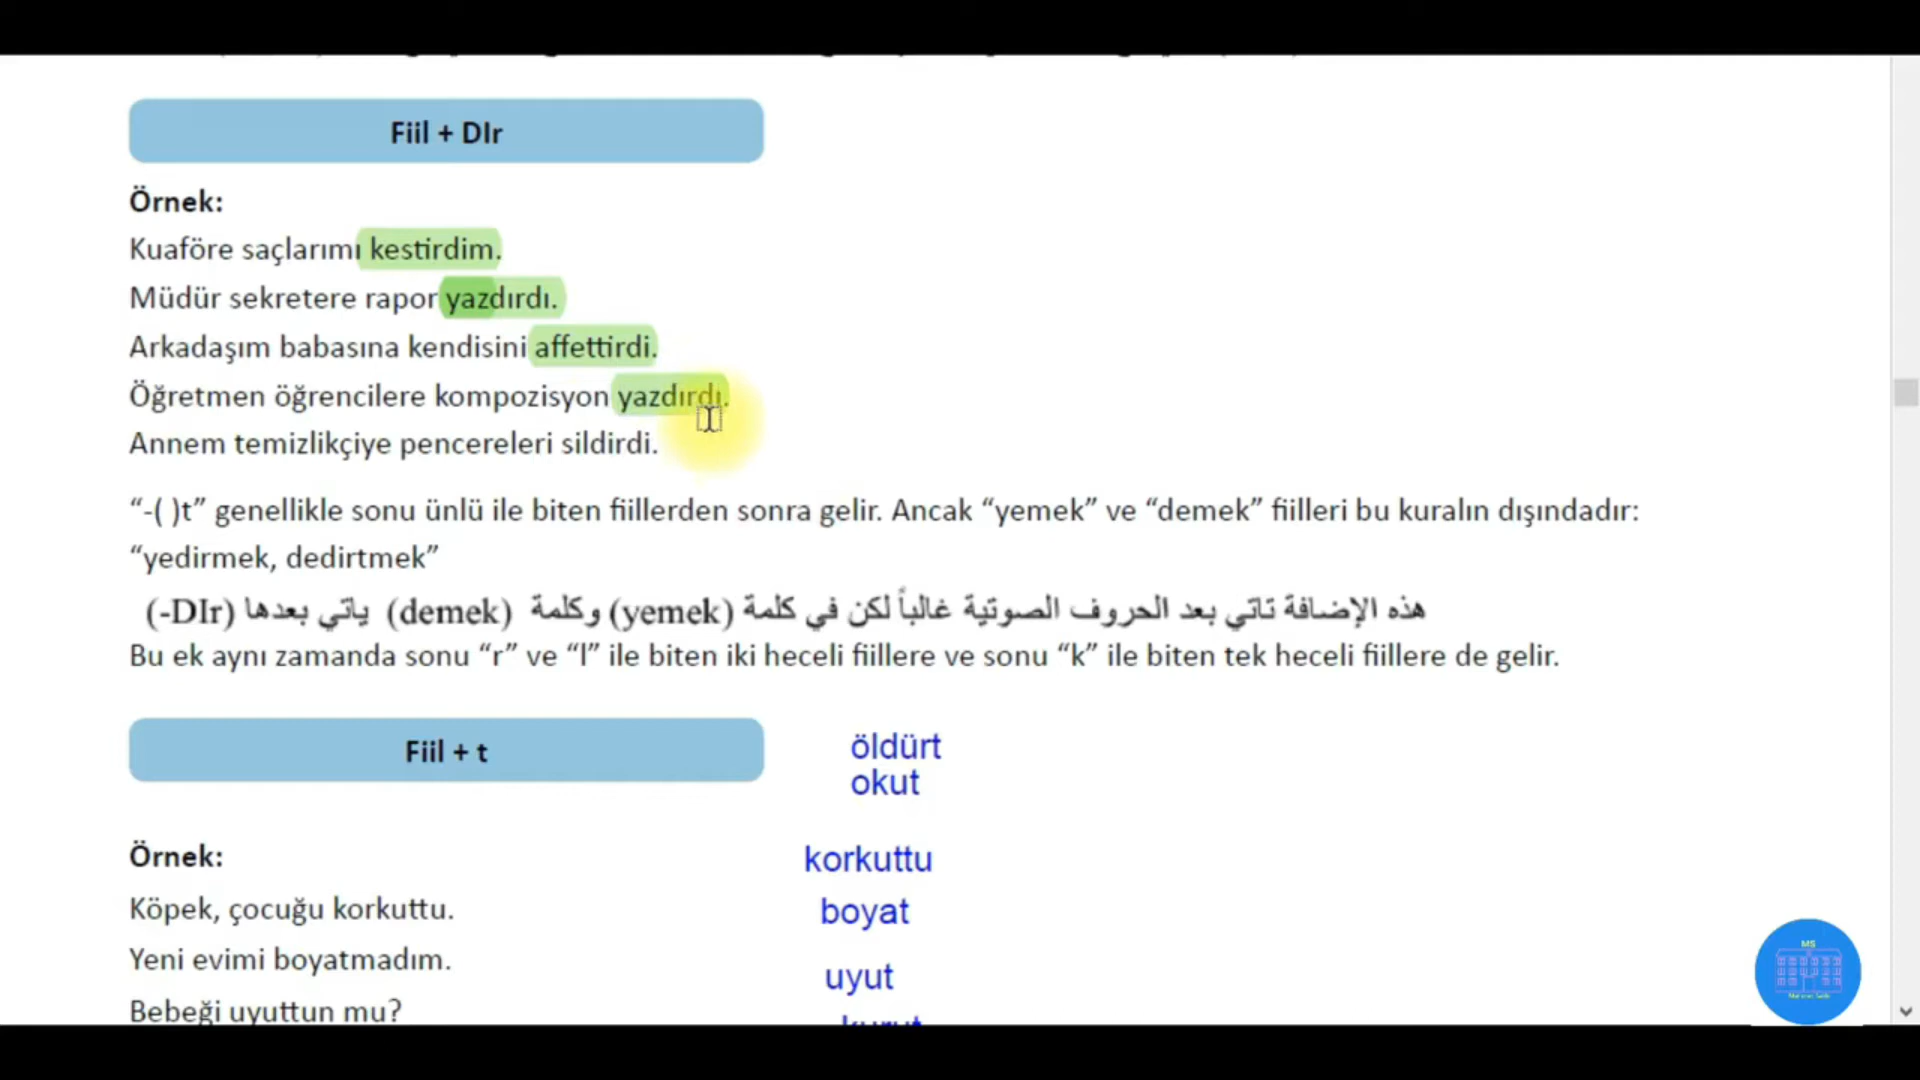 Fiil + DIr
Örnek:
Kuaföre saçlarımı kestirdim.
Müdür sekretere rapor yazdırdı.
Arkadaşım babasına kendisini affettirdi.
Öğretmen öğrencilere kompozisyon yazdırdı.
Annem temizlikçiye pencereleri sildirdi.
“-( )t” genellikle sonu ünlü ile biten fiillerden sonra gelir. Ancak “yemek” ve “demek” fiilleri bu kuralın dışındadır:
“yedirmek, dedirtmek”
هذه الإضافة تاتي بعد الحروف الصوتية غالباً لكن في كلمة (yemek) وكلمة (demek) ياتي بعدها (-DIr)
Bu ek aynı zamanda sonu “r” ve “l” ile biten iki heceli fiillere ve sonu “k” ile biten tek heceli fiillere de gelir.
Fiil + t
öldürt
okut
Örnek:
korkuttu
Köpek, çocuğu korkuttu.
boyat
Yeni evimi boyatmadım.
uyut
Bebeği uyuttun mu?
MS